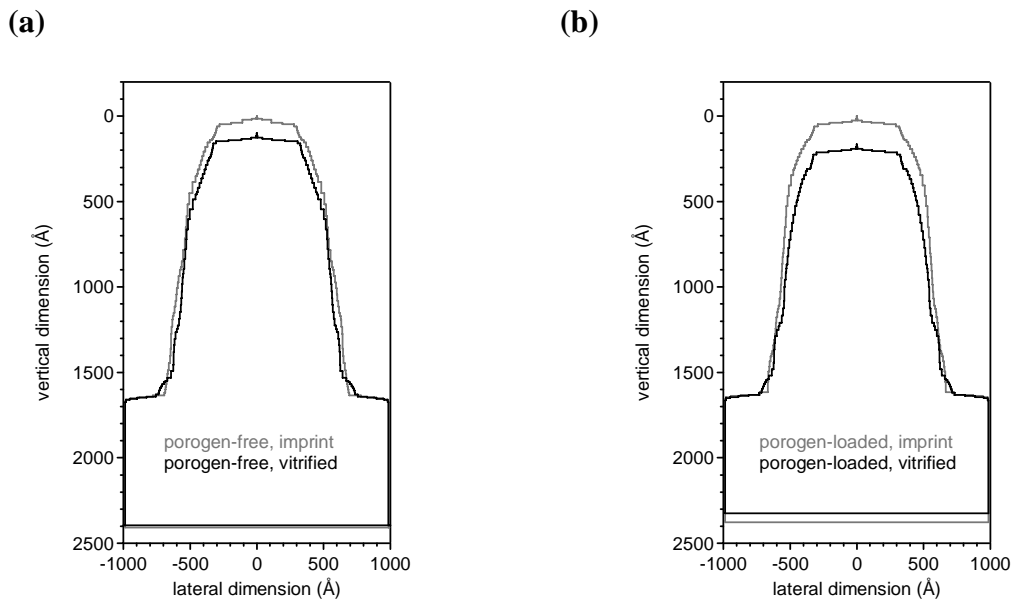 (a)
(b)
0
500
1000
1500
2000
2500
vertical dimension (Å)
porogen-free, imprint
porogen-free, vitrified
-1000 -500 0 500 1000
lateral dimension (Å)
0
500
1000
1500
2000
2500
vertical dimension (Å)
porogen-loaded, imprint
porogen-loaded, vitrified
-1000 -500 0 500 1000
lateral dimension (Å)